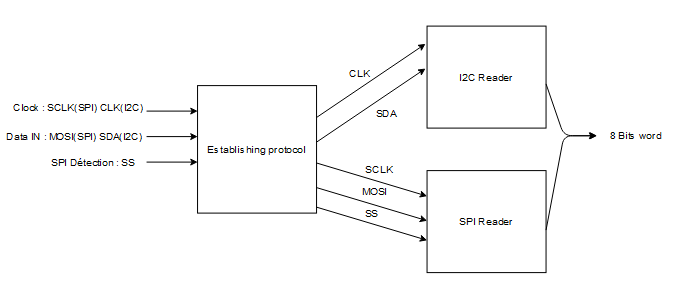 Clock : SCLK(SPI) CLK(I2C)
Data IN : MOSI(SPI) SDA(I2C)
SPI Détection : SS
Establishing protocol
CLK
SDA
SCLK
MOSI
SS
I2C Reader
SPI Reader
8 Bits word